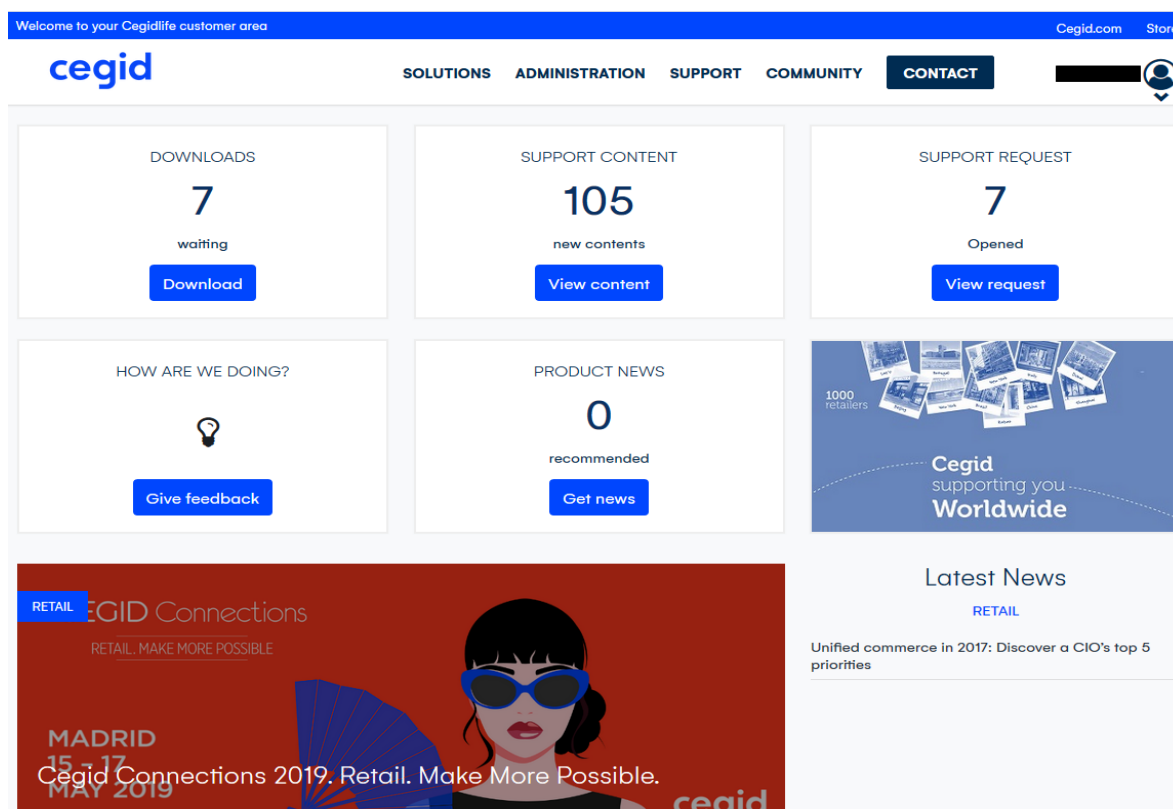 Welcome to your Cegidlife customer area
Cegid.com Store
cegid
SOLUTIONS ADMINISTRATION SUPPORT COMMUNITY CONTACT
DOWNLOADS
7
waiting
Download
SUPPORT CONTENT
105
new contents
View content
SUPPORT REQUEST
7
Opened
View request
HOW ARE WE DOING?
Give feedback
PRODUCT NEWS
0
recommended
Get news
1000
retailers
Cegid
supporting you
Worldwide
RETAIL
EGID Connections
RETAIL. MAKE MORE POSSIBLE
MADRID
15 - 17
MAY 2019
Cegid Connections 2019. Retail. Make More Possible.
cegid
Latest News
RETAIL
Unified commerce in 2017: Discover a CIO's top 5
priorities